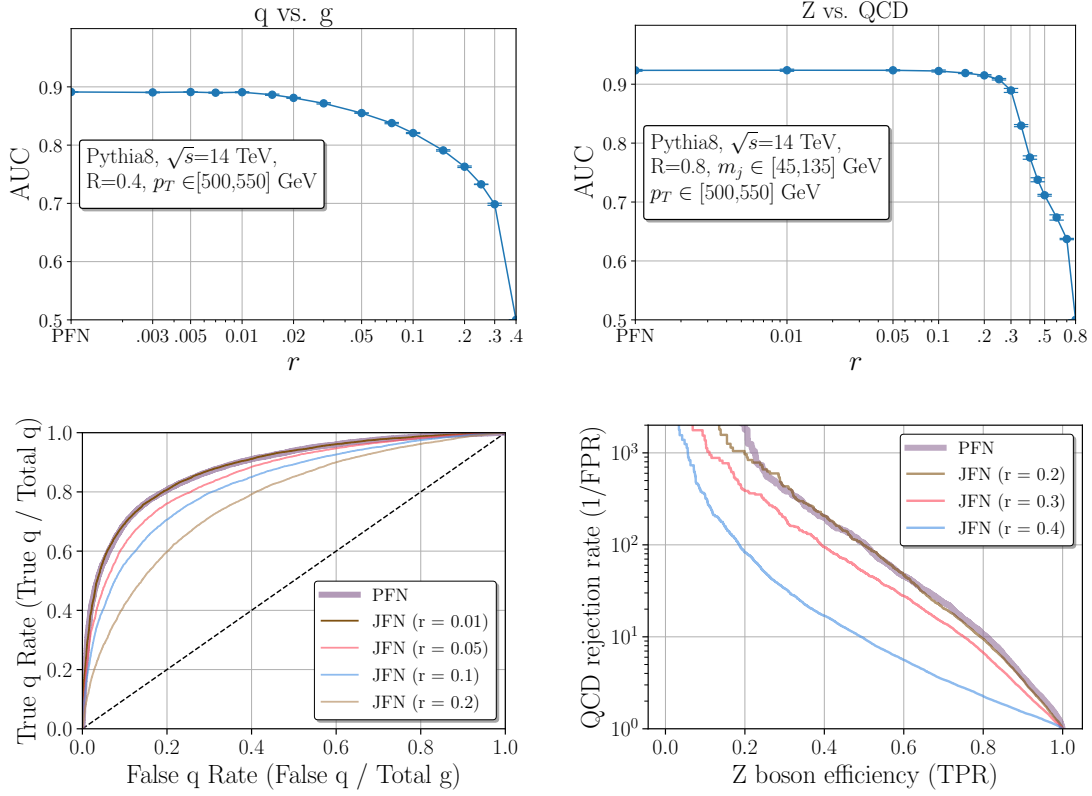 q vs. g
0.9
0.8
0.7
0.6
0.5
AUC
Pythia8, √s=14 TeV,
R=0.4, p_T ∈[500,550] GeV
PFN .003 .005 0.01 .02 0.05 0.1 .2 .3 .4
r
Z vs. QCD
0.9
0.8
0.7
0.6
0.5
AUC
Pythia8, √s=14 TeV,
R=0.8, m_j ∈ [45,135] GeV
p_T ∈ [500,550] GeV
PFN 0.01 0.05 0.1 .2 .3 .5 0.8
r
True q Rate (True q / Total q)
1.0
0.8
0.6
0.4
0.2
0.0
PFN
JFN (r = 0.01)
JFN (r = 0.05)
JFN (r = 0.1)
JFN (r = 0.2)
0.0 0.2 0.4 0.6 0.8 1.0
False q Rate (False q / Total g)
QCD rejection rate (1/FPR)
10³
10²
10¹
10⁰
PFN
JFN (r = 0.2)
JFN (r = 0.3)
JFN (r = 0.4)
0.0 0.2 0.4 0.6 0.8 1.0
Z boson efficiency (TPR)